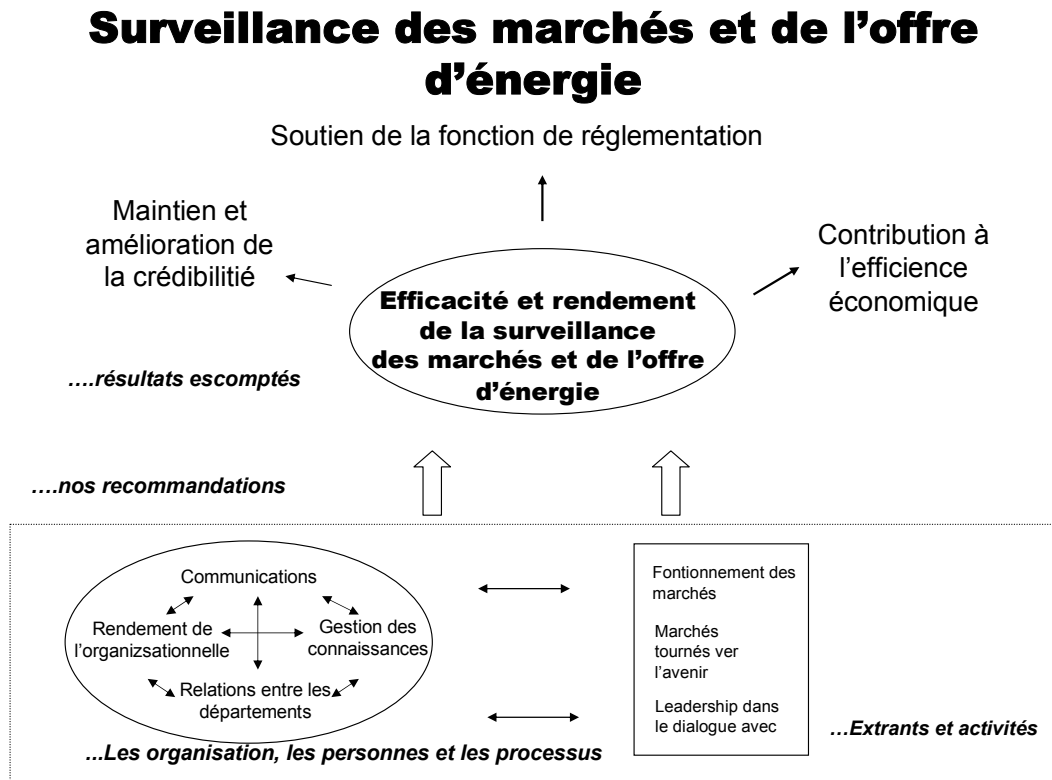 Surveillance des marchés et de l’offre
d’énergie
Soutien de la fonction de réglementation
Maintien et
amélioration de
la crédibilitié
Contribution à
l’efficience
économique
Efficacité et rendement
de la surveillance
des marchés et de l’offre
d’énergie
….résultats escomptés
….nos recommandations
Communications
Rendement de
l’organizsationnelle
Gestion des
connaissances
Relations entre les
départements
Fontionnement des
marchés
Marchés
tournés ver
l’avenir
Leadership dans
le dialogue avec
...Les organisation, les personnes et les processus
…Extrants et activités